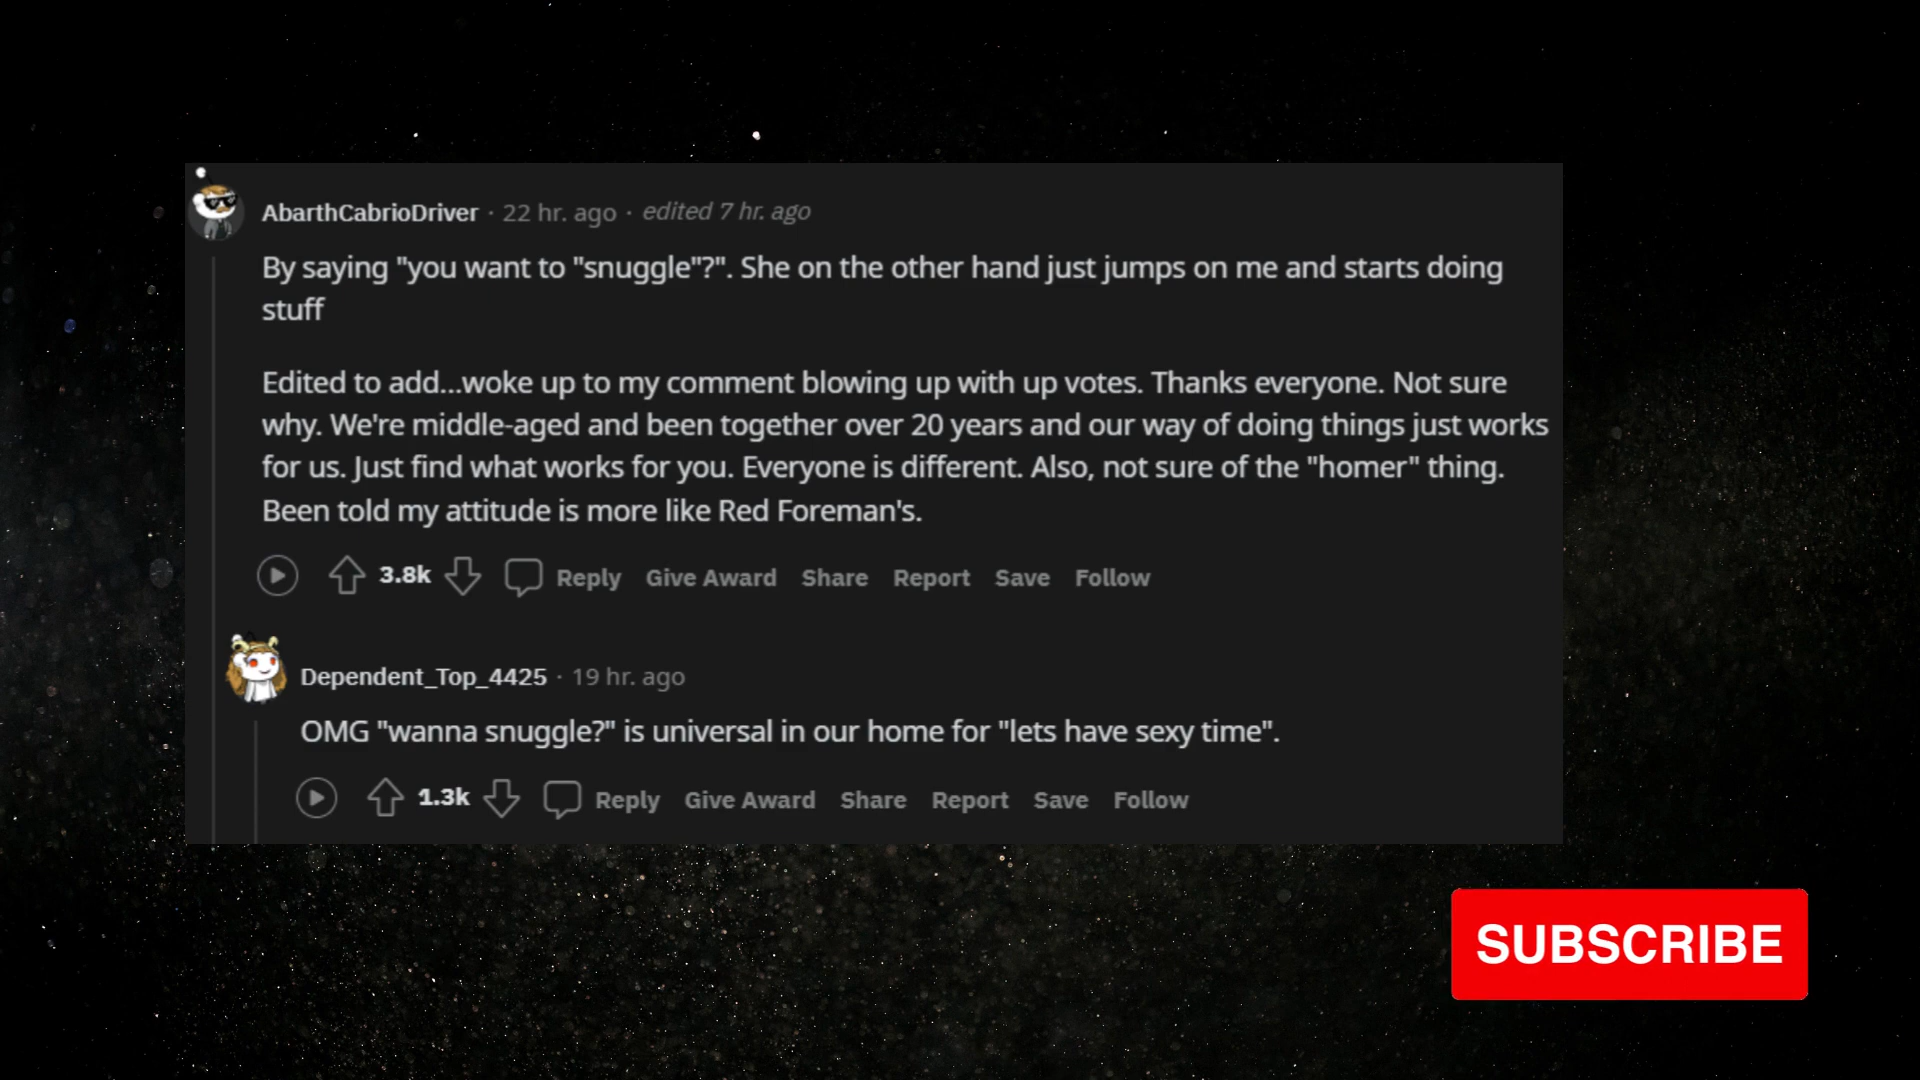 AbarthCabrioDriver · 22 hr. ago · edited 7 hr. ago
By saying "you want to "snuggle"?". She on the other hand just jumps on me and starts doing
stuff
Edited to add...woke up to my comment blowing up with up votes. Thanks everyone. Not sure
why. We're middle-aged and been together over 20 years and our way of doing things just works
for us. Just find what works for you. Everyone is different. Also, not sure of the "homer" thing.
Been told my attitude is more like Red Foreman's.
3.8k Reply Give Award Share Report Save Follow
Dependent_Top_4425 · 19 hr. ago
OMG "wanna snuggle?" is universal in our home for "lets have sexy time".
1.3k Reply Give Award Share Report Save Follow
SUBSCRIBE